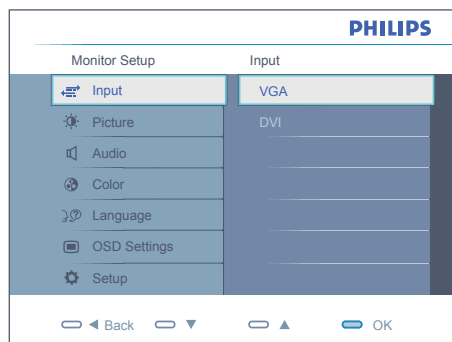 PHILIPS
Monitor Setup
Input
Input
VGA
Picture
DVI
Audio
Color
Language
OSD Settings
Setup
Back
OK